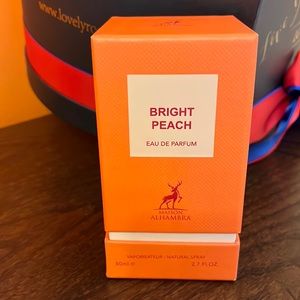 www.lovelyro
BRIGHT
PEACH
EAU DE PARFUM
MAISON
ALHAMBRA
VAPORISATEUR / NATURAL SPRAY
80ml e 2.7 FL.OZ.